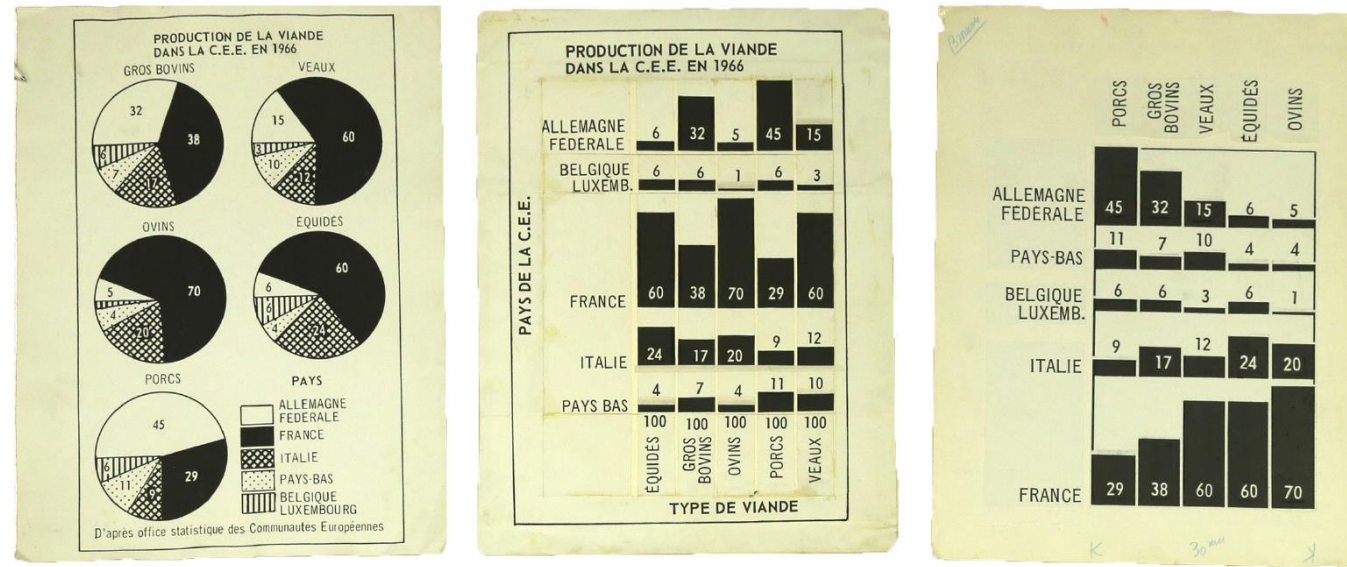 PRODUCTION DE LA VIANDE
DANS LA C.E.E. EN 1966
GROS BOVINS
VEAUX
32
38
6
7
17
15
60
3
10
12
OVINS
ÉQUIDÉS
5
70
4
20
60
6
6
4
24
PORCS
PAYS
45
6
11
9
29
ALLEMAGNE
FÉDÉRALE
FRANCE
ITALIE
PAYS-BAS
BELGIQUE
LUXEMBOURG
D'après office statistique des Communautés Européennes
PRODUCTION DE LA VIANDE
DANS LA C.E.E. EN 1966
PAYS DE LA C.E.E.
ALLEMAGNE
FÉDÉRALE
6 32 5 45 15
BELGIQUE
LUXEMB.
6 6 1 6 3
FRANCE
60 38 70 29 60
ITALIE
24 17 20 9 12
PAYS BAS
4 7 4 11 10
100 100 100 100 100
ÉQUIDÉS
GROS
BOVINS
OVINS
PORCS
VEAUX
TYPE DE VIANDE
PORCS
GROS
BOVINS
VEAUX
ÉQUIDÉS
OVINS
ALLEMAGNE
FEDÉRALE
45 32 15 6 5
PAYS-BAS
11 7 10 4 4
BELGIQUE
LUXEMB.
6 6 3 6 1
ITALIE
9 17 12 24 20
FRANCE
29 38 60 60 70
K
K